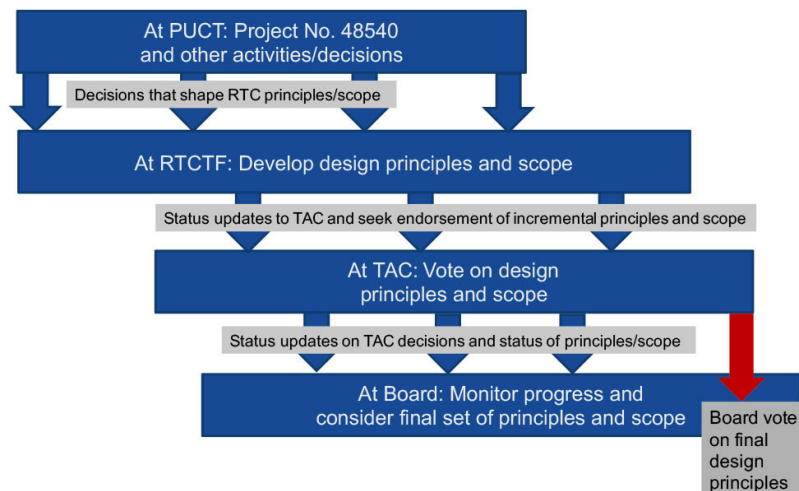 At PUCT: Project No. 48540
and other activities/decisions
Decisions that shape RTC principles/scope
At RTCTF: Develop design principles and scope
Status updates to TAC and seek endorsement of incremental principles and scope
At TAC: Vote on design
principles and scope
Status updates on TAC decisions and status of principles/scope
At Board: Monitor progress and
consider final set of principles and scope
Board vote
on final
design
principles